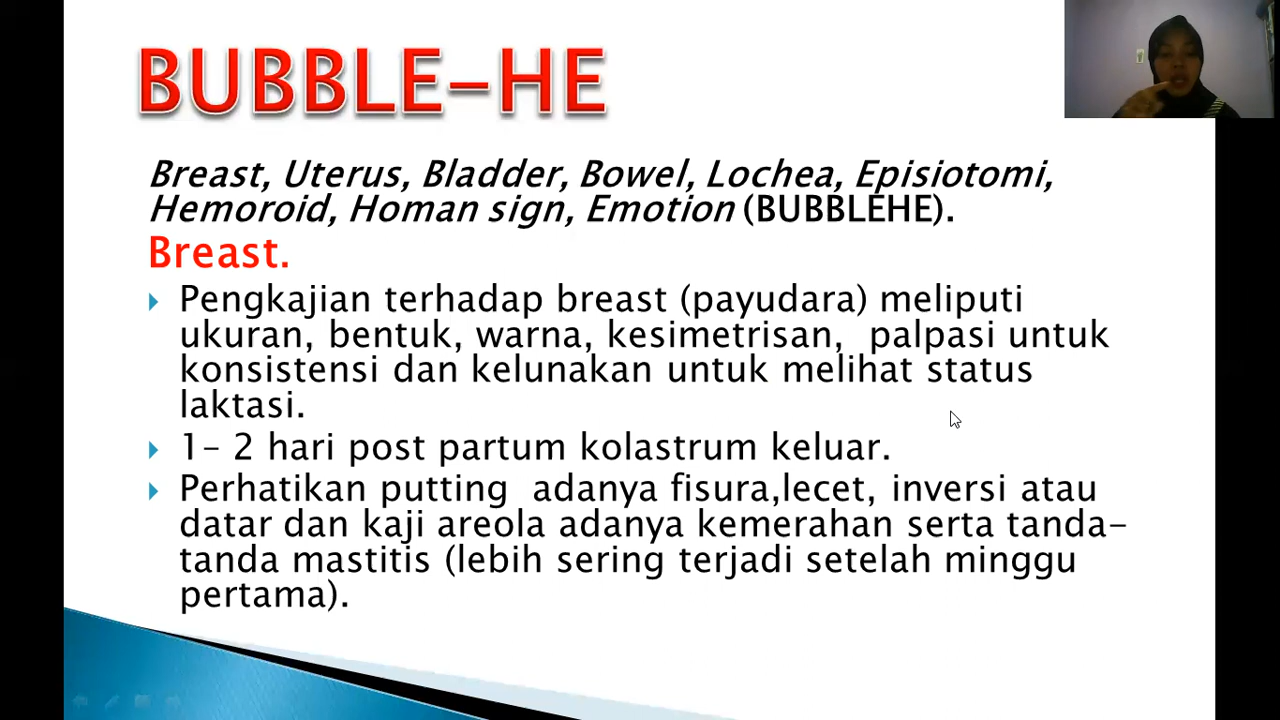 BUBBLE-HE
Breast, Uterus, Bladder, Bowel, Lochea, Episiotomi,
Hemoroid, Homan sign, Emotion (BUBBLEHE).
Breast.
Pengkajian terhadap breast (payudara) meliputi
ukuran, bentuk, warna, kesimetrisan, palpasi untuk
konsistensi dan kelunakan untuk melihat status
laktasi.
1- 2 hari post partum kolastrum keluar.
Perhatikan putting adanya fisura,lecet, inversi atau
datar dan kaji areola adanya kemerahan serta tanda-
tanda mastitis (lebih sering terjadi setelah minggu
pertama).